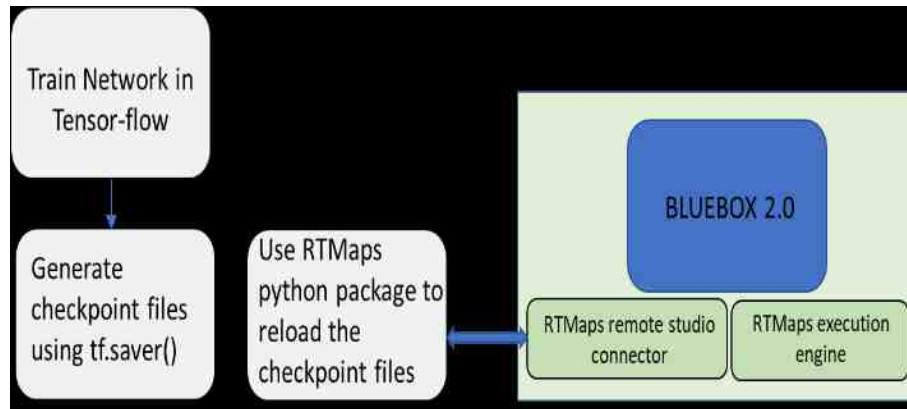 Train Network in
Tensor-flow
Generate
checkpoint files
using tf.saver()
Use RTMaps
python package to
reload the
checkpoint files
BLUEBOX 2.0
RTMaps remote studio
connector
RTMaps execution
engine